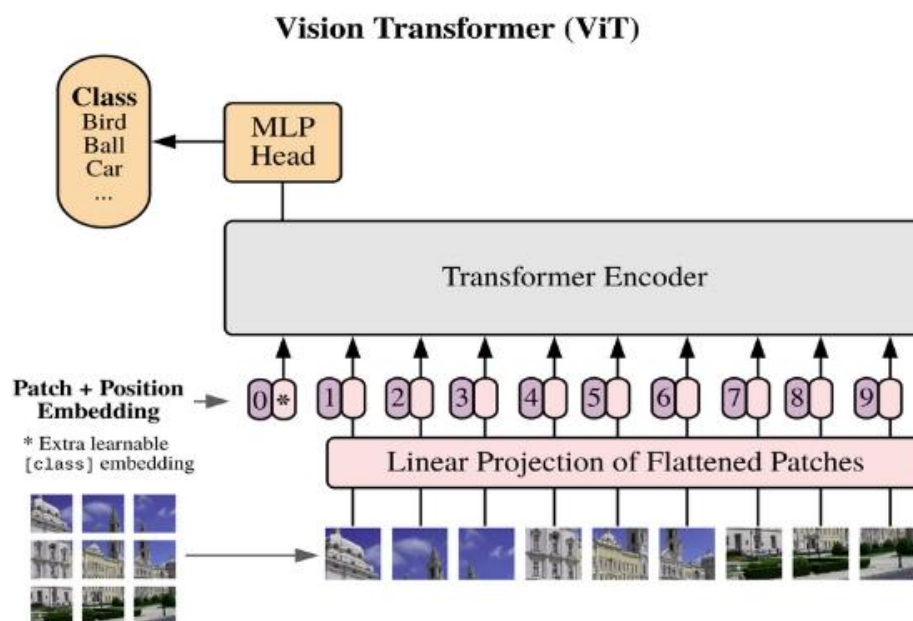 Vision Transformer (ViT)
Class
Bird
Ball
Car
...
MLP
Head
Transformer Encoder
Patch + Position
Embedding
* Extra learnable
[class] embedding
0 * 1 2 3 4 5 6 7 8 9
Linear Projection of Flattened Patches